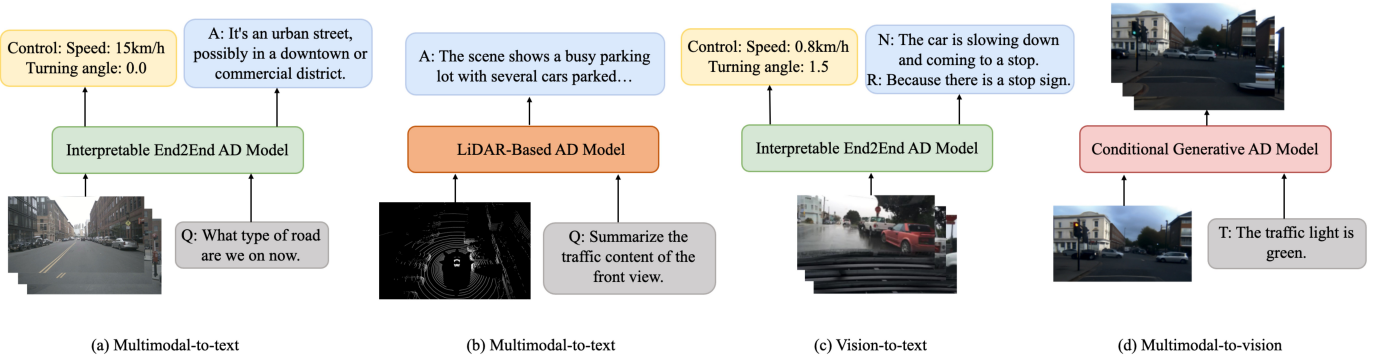 Control: Speed: 15km/h
Turning angle: 0.0
A: It's an urban street,
possibly in a downtown or
commercial district.
Interpretable End2End AD Model
Q: What type of road
are we on now.
(a) Multimodal-to-text
A: The scene shows a busy parking
lot with several cars parked…
LiDAR-Based AD Model
Q: Summarize the
traffic content of the
front view.
(b) Multimodal-to-text
Control: Speed: 0.8km/h
Turning angle: 1.5
N: The car is slowing down
and coming to a stop.
R: Because there is a stop sign.
Interpretable End2End AD Model
(c) Vision-to-text
Conditional Generative AD Model
T: The traffic light is
green.
(d) Multimodal-to-vision